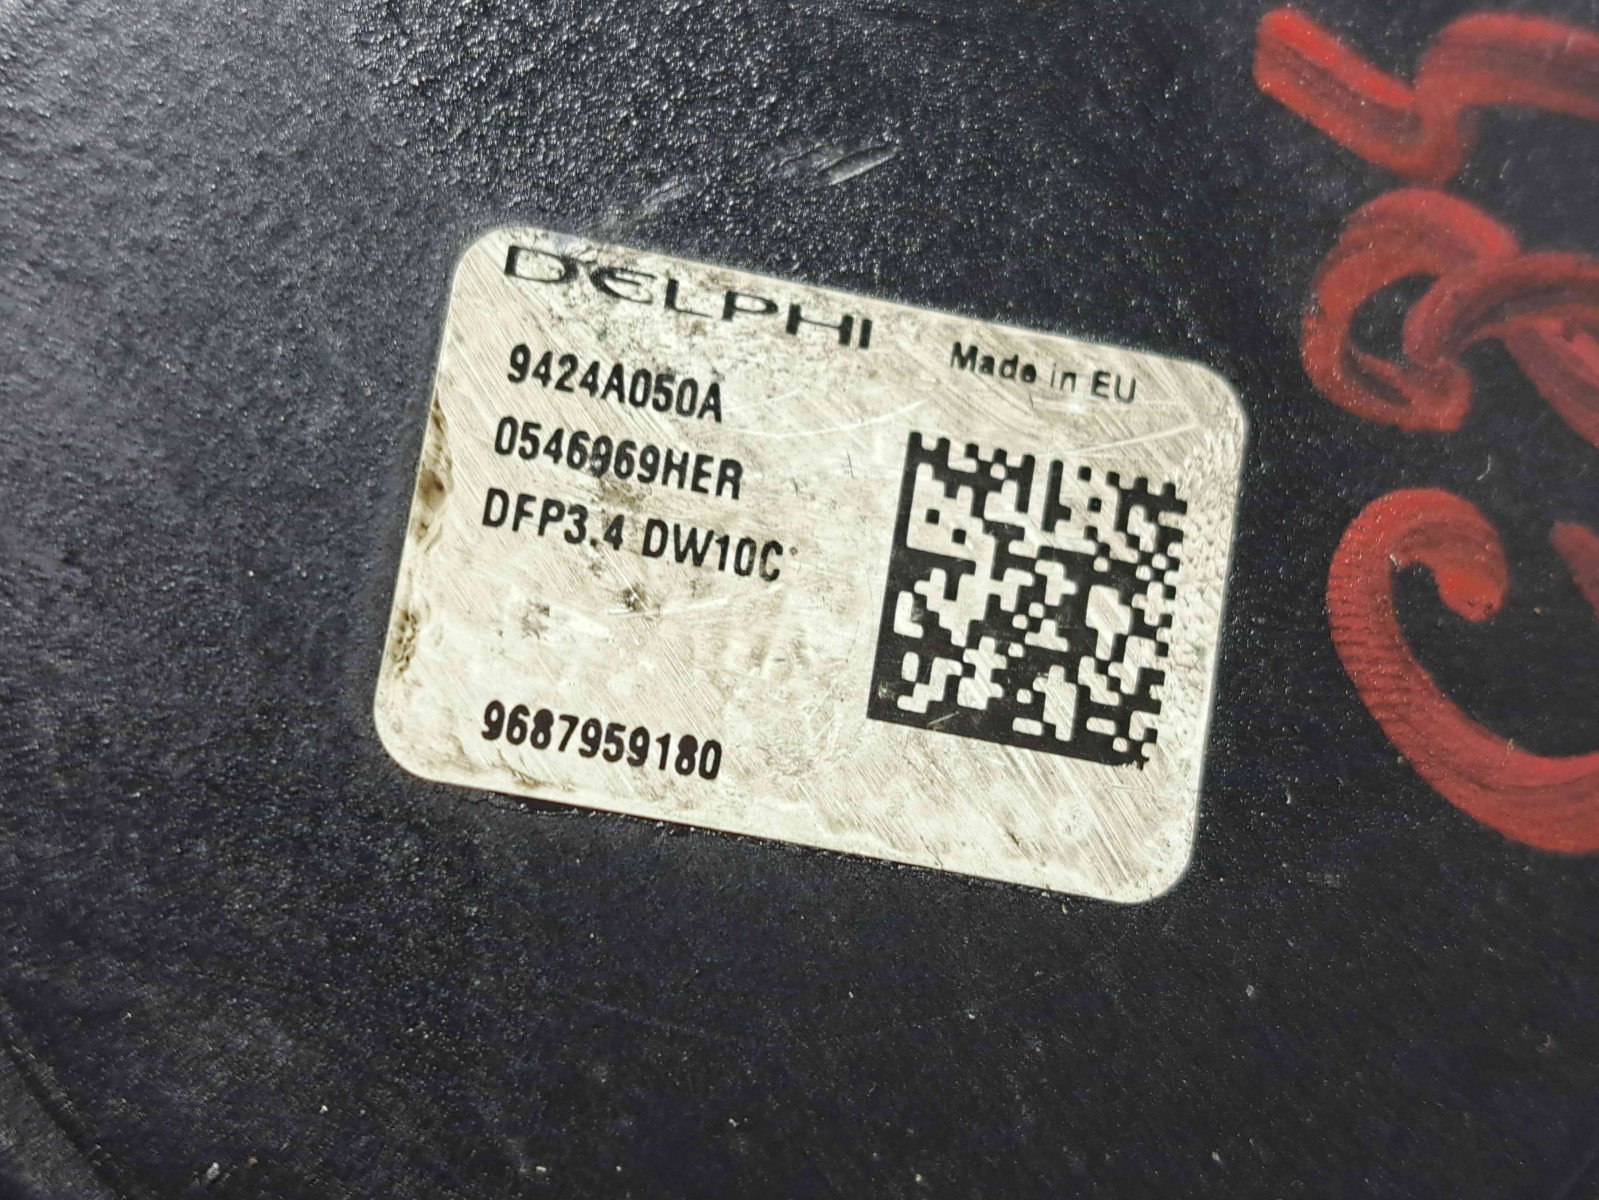 DELPHI
Made in EU
9424A050A
0546969HER
DFP3.4 DW10C
9687959180